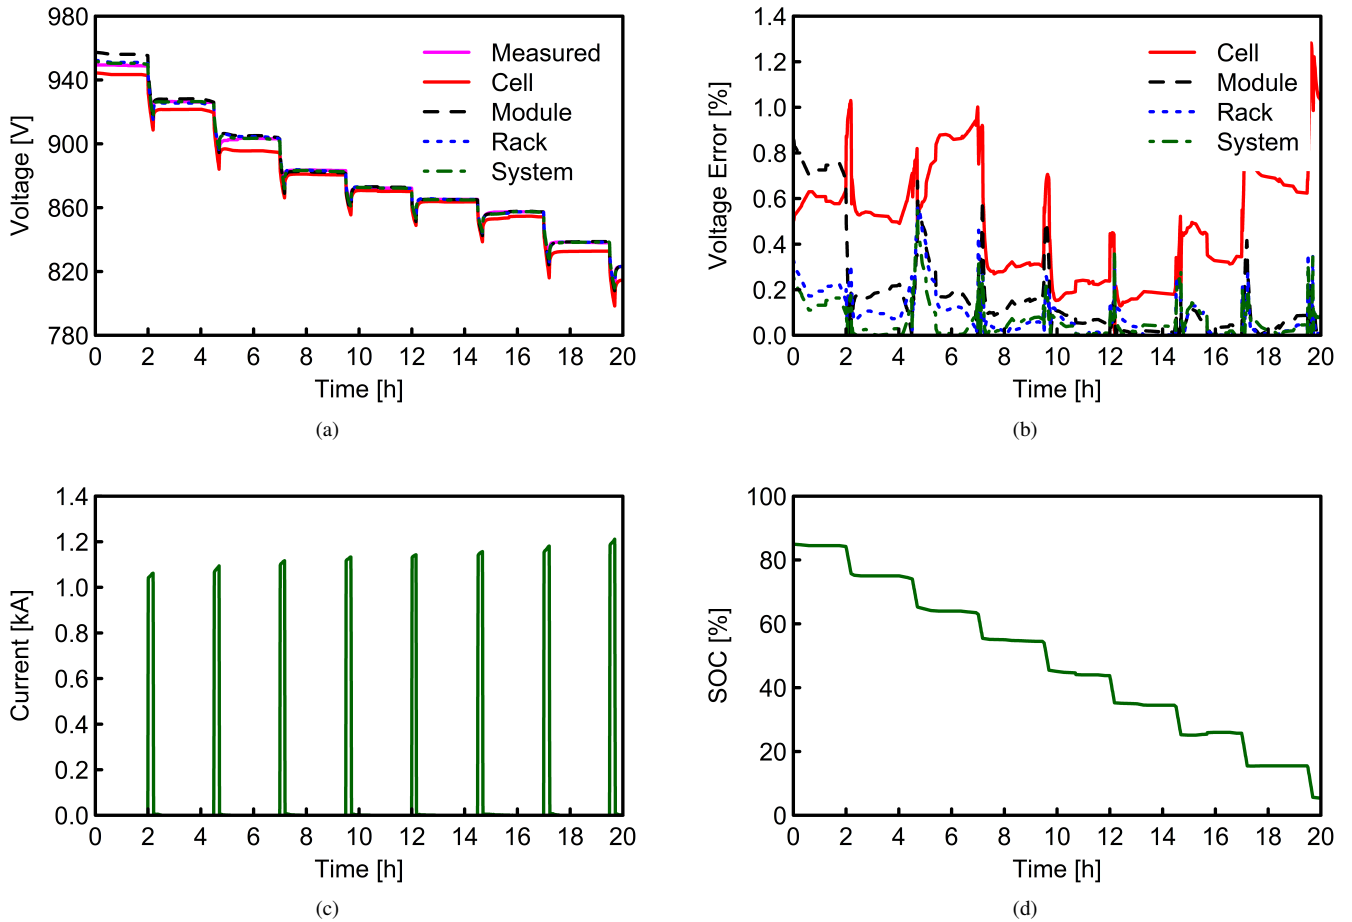 Voltage [V]
980
940
900
860
820
780
Measured
Cell
Module
Rack
System
0 2 4 6 8 10 12 14 16 18 20
Time [h]
(a)
Voltage Error [%]
1.4
1.2
1.0
0.8
0.6
0.4
0.2
0.0
Cell
Module
Rack
System
0 2 4 6 8 10 12 14 16 18 20
Time [h]
(b)
Current [kA]
1.4
1.2
1.0
0.8
0.6
0.4
0.2
0.0
0 2 4 6 8 10 12 14 16 18 20
Time [h]
(c)
SOC [%]
100
80
60
40
20
0
0 2 4 6 8 10 12 14 16 18 20
Time [h]
(d)